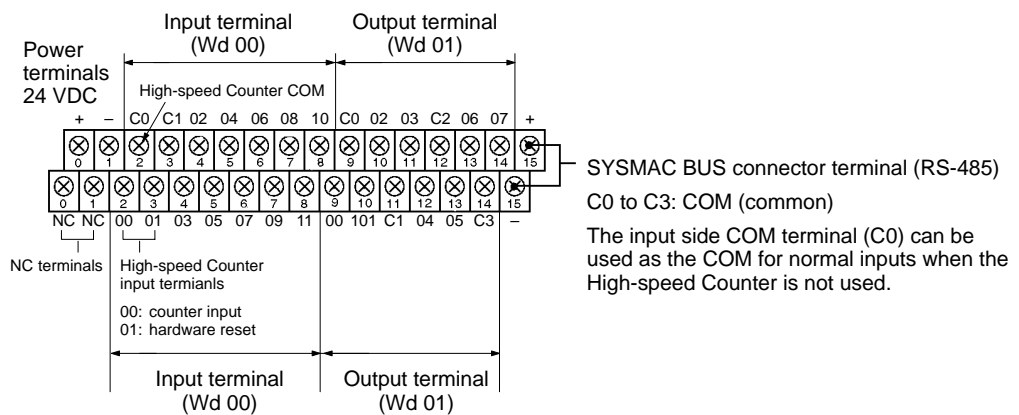 Input terminal
(Wd 00)
Output terminal
(Wd 01)
Power
terminals
24 VDC
High-speed Counter COM
+ – C0 C1 02 04 06 08 10 C0 02 03 C2 06 07 +
0 1 2 3 4 5 6 7 8 9 10 11 12 13 14 15
0 1 2 3 4 5 6 7 8 9 10 11 12 13 14 15
NC NC 00 01 03 05 07 09 11 00 101 C1 04 05 C3 –
SYSMAC BUS connector terminal (RS-485)
C0 to C3: COM (common)
The input side COM terminal (C0) can be
used as the COM for normal inputs when the
High-speed Counter is not used.
NC terminals
High-speed Counter
input termianls
00: counter input
01: hardware reset
Input terminal
(Wd 00)
Output terminal
(Wd 01)